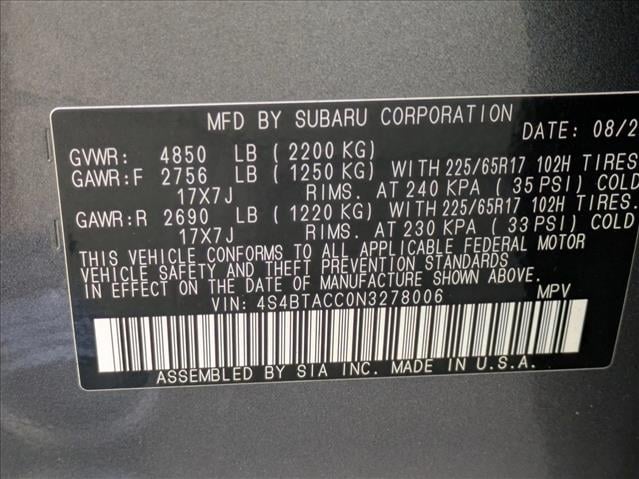 MFD BY SUBARU CORPORATION
DATE: 08/2
GVWR: 4850 LB (2200 KG)
GAWR:F 2756 LB (1250 KG) WITH 225/65R17 102H TIRES
17X7J RIMS. AT 240 KPA (35 PSI) COLD
GAWR:R 2690 LB (1220 KG) WITH 225/65R17 102H TIRES.
17X7J RIMS. AT 230 KPA (33 PSI) COLD
THIS VEHICLE CONFORMS TO ALL APPLICABLE FEDERAL MOTOR
VEHICLE SAFETY AND THEFT PREVENTION STANDARDS
IN EFFECT ON THE DATE OF MANUFACTURE SHOWN ABOVE.
VIN: 4S4BTACC0N3278006 MPV
ASSEMBLED BY SIA INC. MADE IN U.S.A.